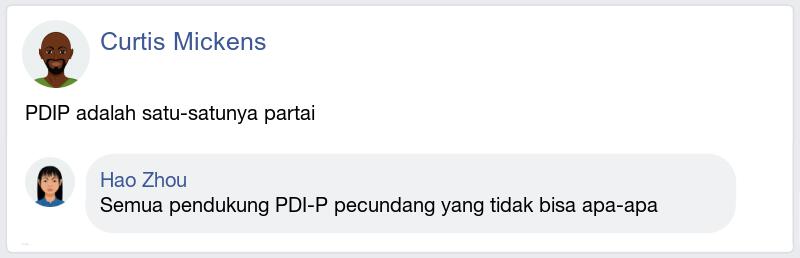 Curtis Mickens
PDIP adalah satu-satunya partai
Hao Zhou
Semua pendukung PDI-P pecundang yang tidak bisa apa-apa